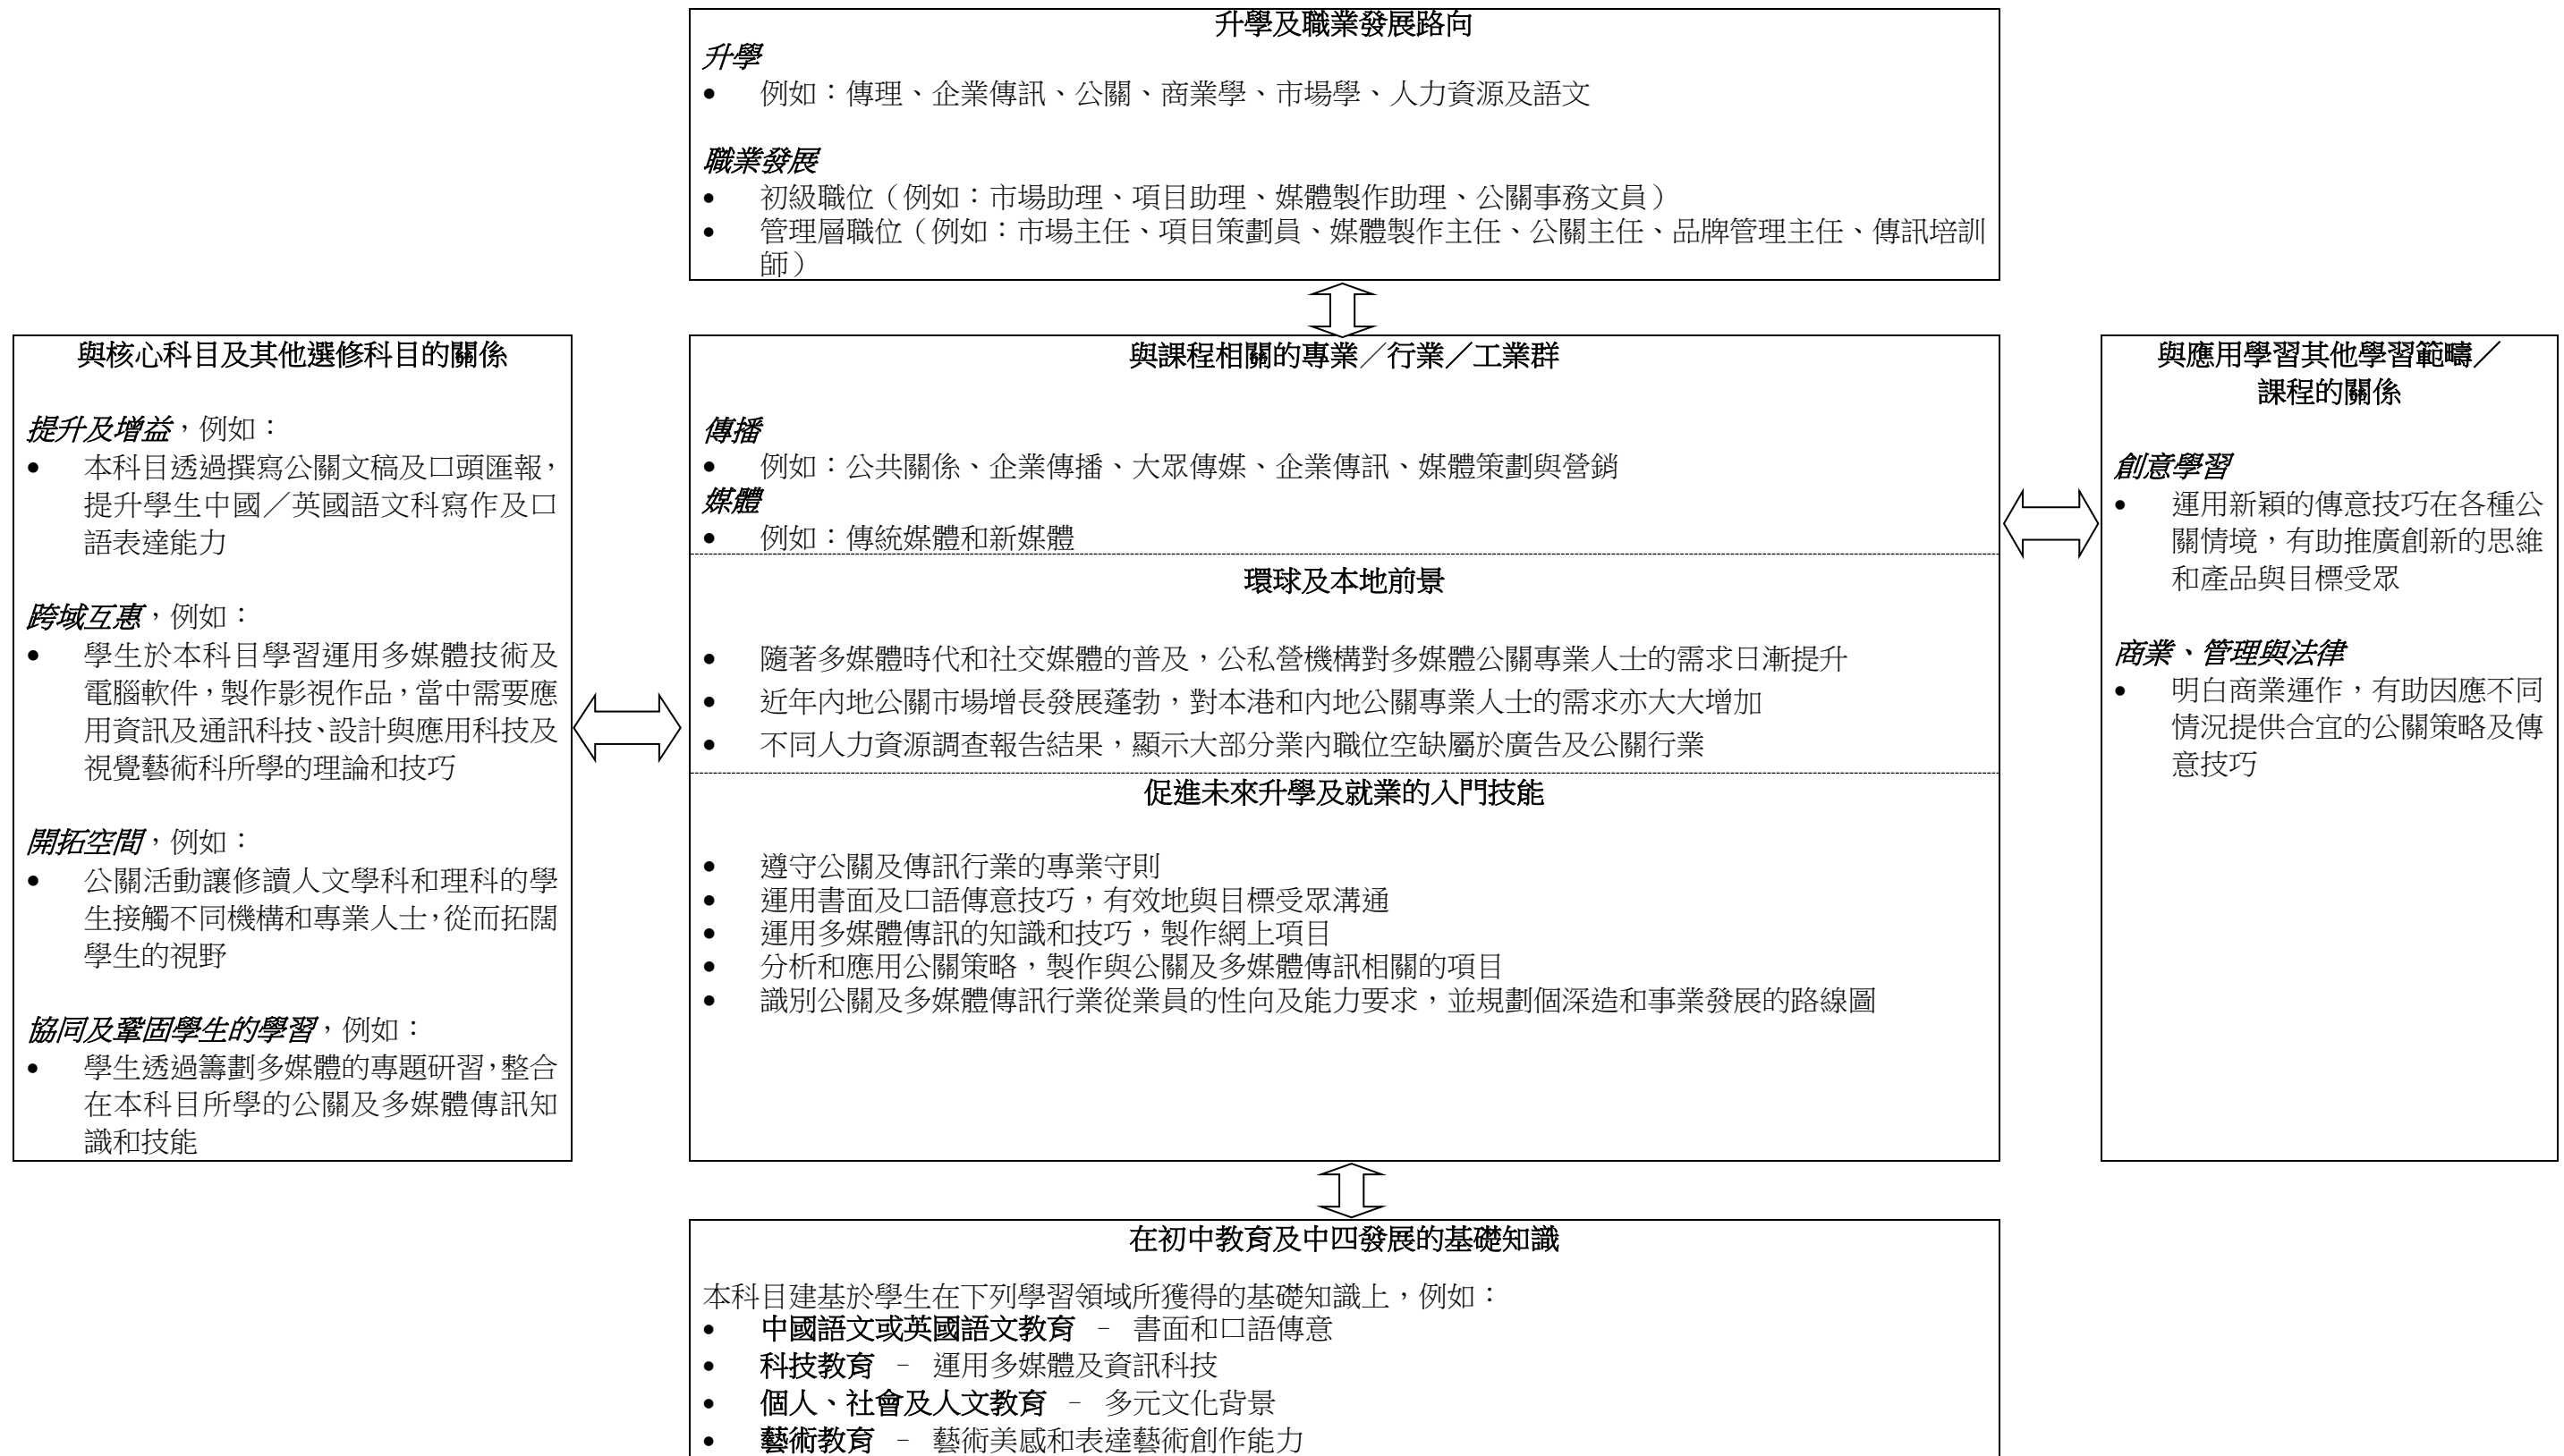 升學及職業發展路向
升學
• 例如：傳理、企業傳訊、公關、商業學、市場學、人力資源及語文
職業發展
• 初級職位（例如：市場助理、項目助理、媒體製作助理、公關事務文員）
• 管理層職位（例如：市場主任、項目策劃員、媒體製作主任、公關主任、品牌管理主任、傳訊培訓
師）
與核心科目及其他選修科目的關係
提升及增益，例如：
• 本科目透過撰寫公關文稿及口頭匯報，
提升學生中國／英國語文科寫作及口
語表達能力
跨域互惠，例如：
• 學生於本科目學習運用多媒體技術及
電腦軟件，製作影視作品，當中需要應
用資訊及通訊科技、設計與應用科技及
視覺藝術科所學的理論和技巧
開拓空間，例如：
• 公關活動讓修讀人文學科和理科的學
生接觸不同機構和專業人士，從而拓闊
學生的視野
協同及鞏固學生的學習，例如：
• 學生透過籌劃多媒體的專題研習，整合
在本科目所學的公關及多媒體傳訊知
識和技能
與課程相關的專業／行業／工業群
傳播
• 例如：公共關係、企業傳播、大眾傳媒、企業傳訊、媒體策劃與營銷
媒體
• 例如：傳統媒體和新媒體
環球及本地前景
• 隨著多媒體時代和社交媒體的普及，公私營機構對多媒體公關專業人士的需求日漸提升
• 近年內地公關市場增長發展蓬勃，對本港和內地公關專業人士的需求亦大大增加
• 不同人力資源調查報告結果，顯示大部分業內職位空缺屬於廣告及公關行業
促進未來升學及就業的入門技能
• 遵守公關及傳訊行業的專業守則
• 運用書面及口語傳意技巧，有效地與目標受眾溝通
• 運用多媒體傳訊的知識和技巧，製作網上項目
• 分析和應用公關策略，製作與公關及多媒體傳訊相關的項目
• 識別公關及多媒體傳訊行業從業員的性向及能力要求，並規劃個深造和事業發展的路線圖
與應用學習其他學習範疇／
課程的關係
創意學習
• 運用新穎的傳意技巧在各種公
關情境，有助推廣創新的思維
和產品與目標受眾
商業、管理與法律
• 明白商業運作，有助因應不同
情況提供合宜的公關策略及傳
意技巧
在初中教育及中四發展的基礎知識
本科目建基於學生在下列學習領域所獲得的基礎知識上，例如：
• 中國語文或英國語文教育 – 書面和口語傳意
• 科技教育 – 運用多媒體及資訊科技
• 個人、社會及人文教育 – 多元文化背景
• 藝術教育 – 藝術美感和表達藝術創作能力